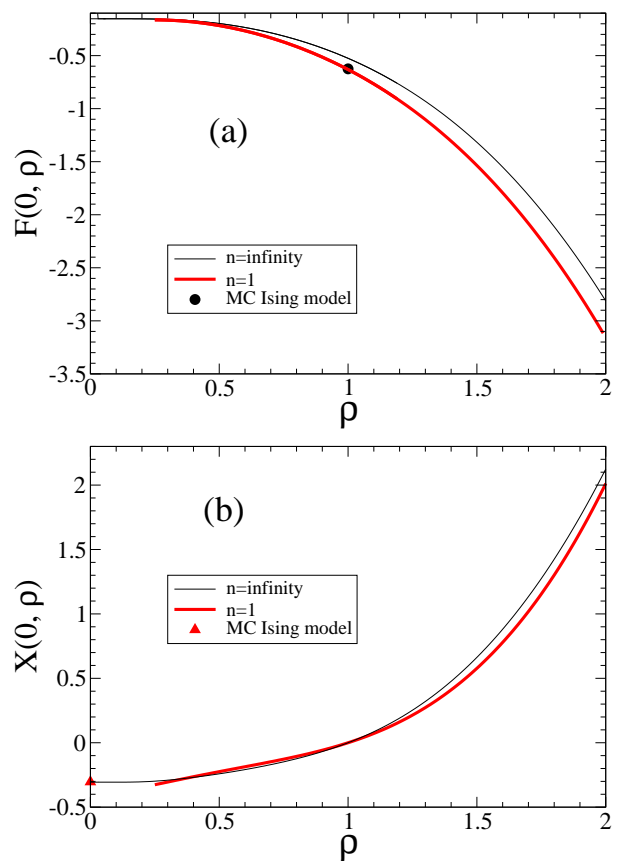 -0.5
-1
-1.5
-2
-2.5
-3
-3.5
F(0, ρ)
(a)
n=infinity
n=1
MC Ising model
0 0.5 1 1.5 2
ρ
2
1.5
1
0.5
0
-0.5
X(0, ρ)
(b)
n=infinity
n=1
MC Ising model
0 0.5 1 1.5 2
ρ